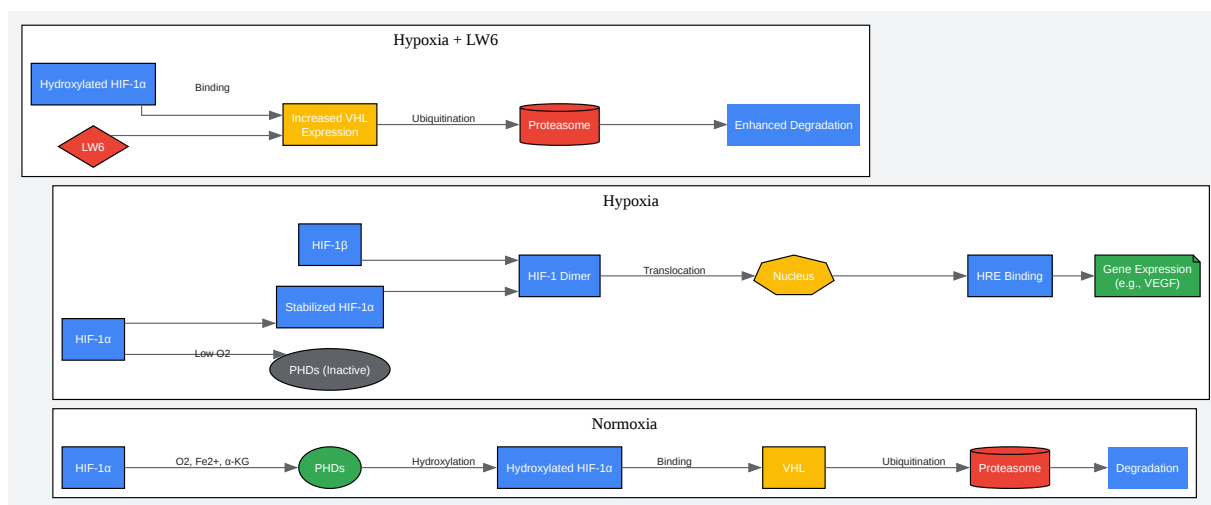 Hypoxia + LW6
Hydroxylated HIF-1α
Binding
LW6
Increased VHL
Expression
Ubiquitination
Proteasome
Enhanced Degradation
Hypoxia
HIF-1β
HIF-1α
Stabilized HIF-1α
Low O2
PHDs (Inactive)
HIF-1 Dimer
Translocation
Nucleus
HRE Binding
Gene Expression
(e.g., VEGF)
Normoxia
HIF-1α
O2, Fe2+, α-KG
PHDs
Hydroxylation
Hydroxylated HIF-1α
Binding
VHL
Ubiquitination
Proteasome
Degradation